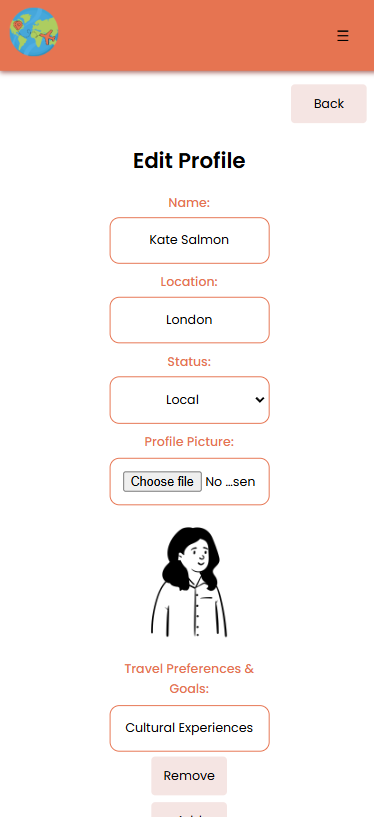 ☰
Back
Edit Profile
Name:
Kate Salmon
Location:
London
Status:
Local
Profile Picture:
Choose file No ...sen
Travel Preferences &
Goals:
Cultural Experiences
Remove